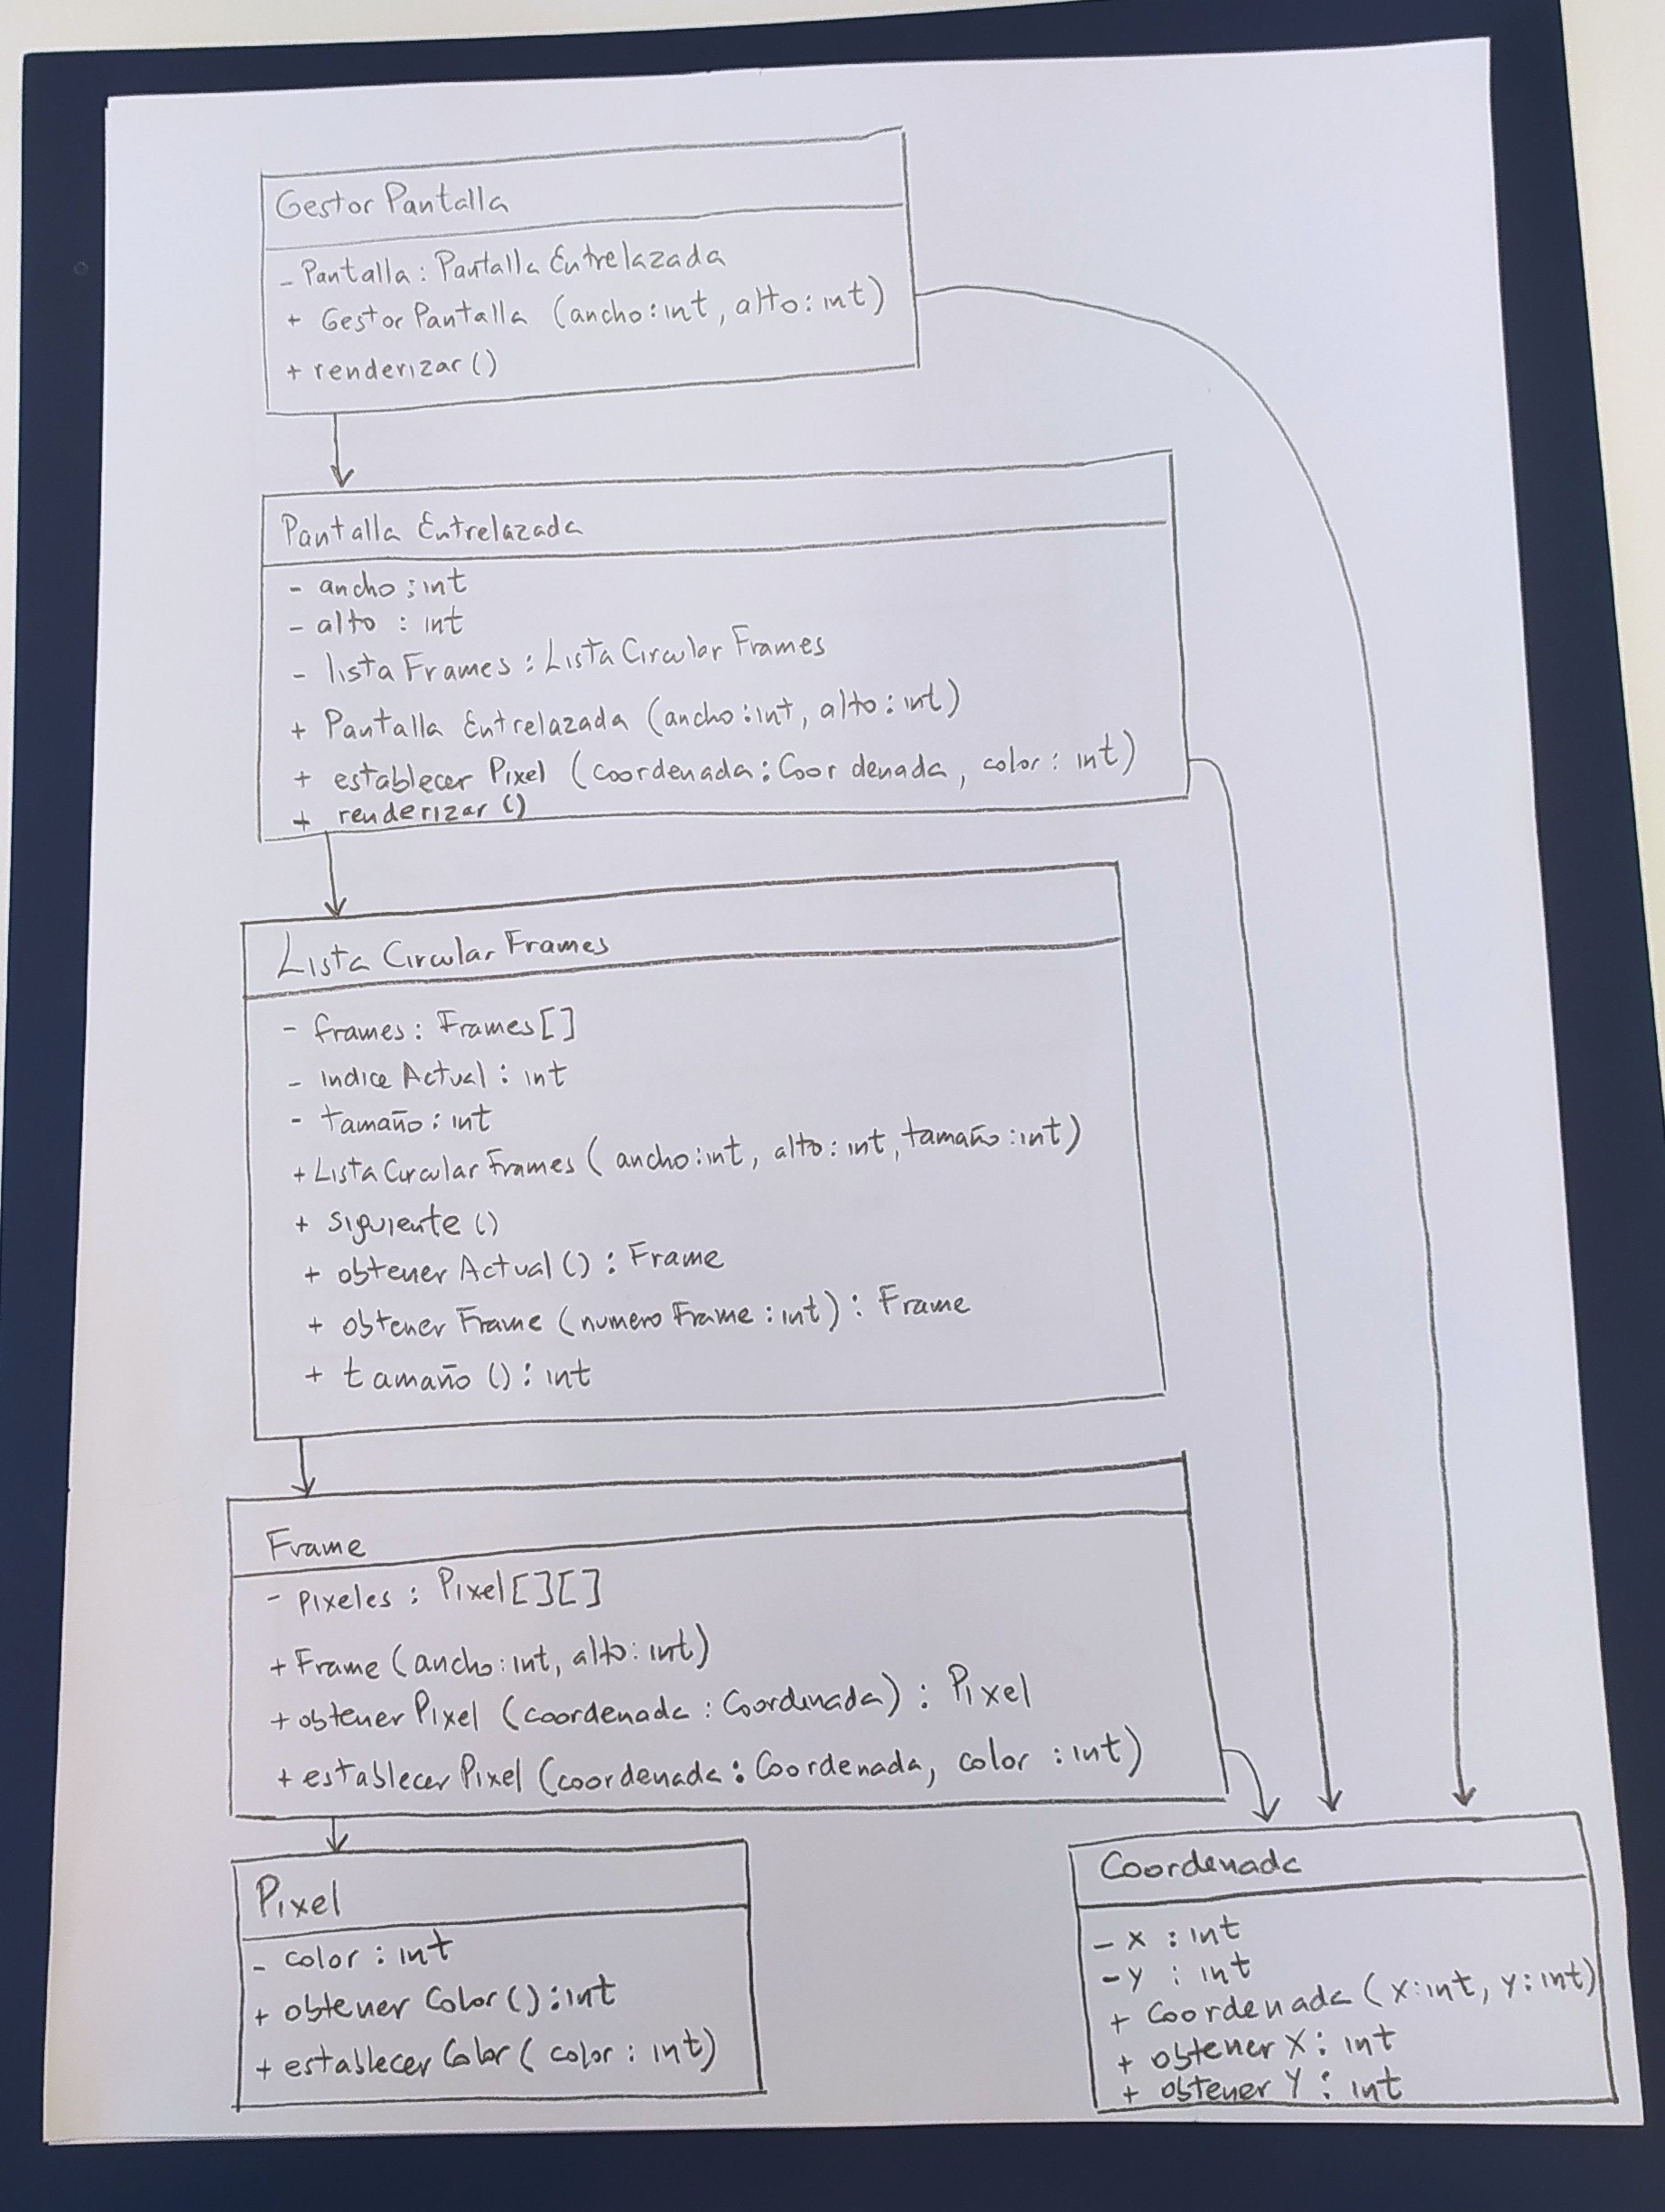 Gestor Pantalla
- Pantalla : Pantalla Entrelazada
+ Gestor Pantalla (ancho:int, alto:int)
+ renderizar ()
Pantalla Entrelazada
- ancho : int
- alto : int
- lista Frames : Lista Circular Frames
+ Pantalla Entrelazada (ancho:int, alto:int)
+ establecer Pixel (coordenada: Coordenada, color: int)
+ renderizar ()
Lista Circular Frames
- frames: Frames[]
- Indice Actual: int
- tamaño: int
+ Lista Circular Frames (ancho:int, alto:int, tamaño:int)
+ siguiente ()
+ obtener Actual() : Frame
+ obtener Frame (numero Frame: int) : Frame
+ tamaño () : int
Frame
- Pixeles : Pixel[][]
+ Frame (ancho:int, alto: int)
+ obtener Pixel (coordenada : Coordenada) : Pixel
+ establecer Pixel (coordenada: Coordenada, color : int)
Pixel
- color : int
+ obtener Color () : int
+ establecer Color ( color : int)
Coordenada
- X : int
- Y : int
+ Coordenada (X:int, Y:int)
+ obtener X : int
+ obtener Y : int